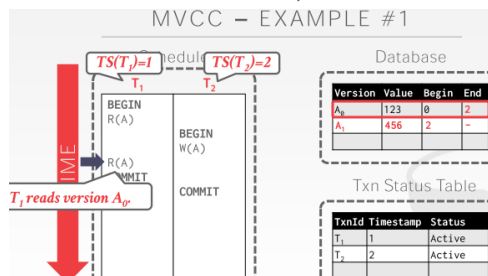 MVCC – EXAMPLE #1
Schedule
TS(T1)=1
TS(T2)=2
T1
T2
BEGIN
R(A)
BEGIN
W(A)
R(A)
COMMIT
T1 reads version A0.
TIME
Database
Version Value Begin End
A0 123 0 2
A1 456 2 -
Txn Status Table
TxnId Timestamp Status
T1 1 Active
T2 2 Active